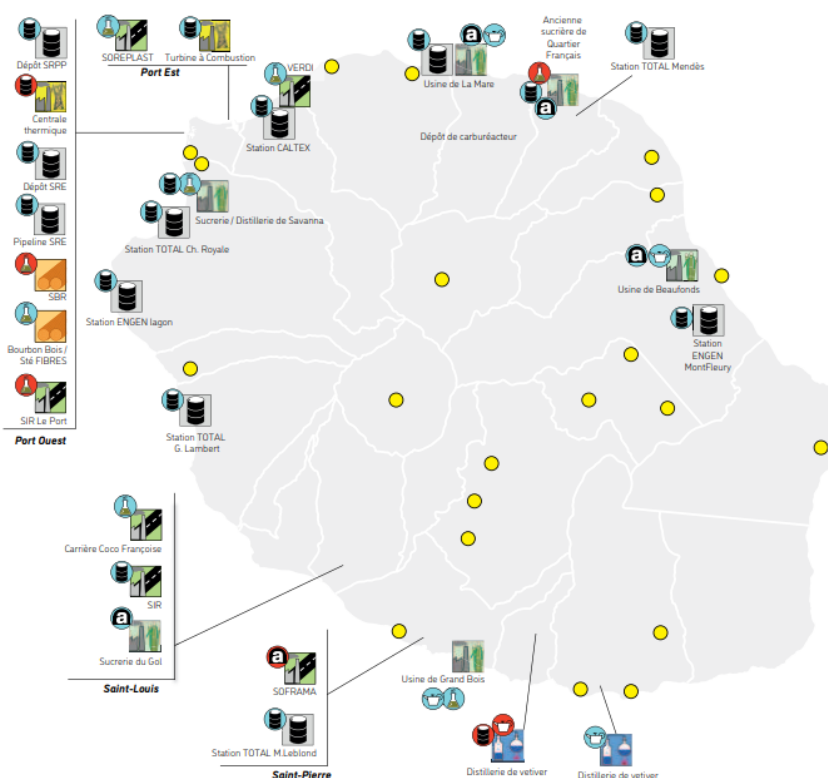 Dépôt SRPP
SOREPLAST
Turbine à Combustion
Port Est
VERDI
Station CALTEX
a
Usine de La Mare
Ancienne
sucrière de
Quartier
Français
a
Station TOTAL Mendès
Centrale
thermique
Dépôt de carburéacteur
Dépôt SRE
Sucrerie / Distillerie de Savanna
Pipeline SRE
Station TOTAL Ch. Royale
SBR
Station ENGEN lagon
a
Usine de Beaufonds
Bourbon Bois /
Sté FIBRES
Station
ENGEN
MontFleury
SIR Le Port
Port Ouest
Station TOTAL
G. Lambert
Carrière Coco Françoise
SIR
a
Sucrerie du Gol
Saint-Louis
a
SOFRAMA
Station TOTAL M.Leblond
Saint-Pierre
Usine de Grand Bois
Distillerie de vetiver
Distillerie de vetiver